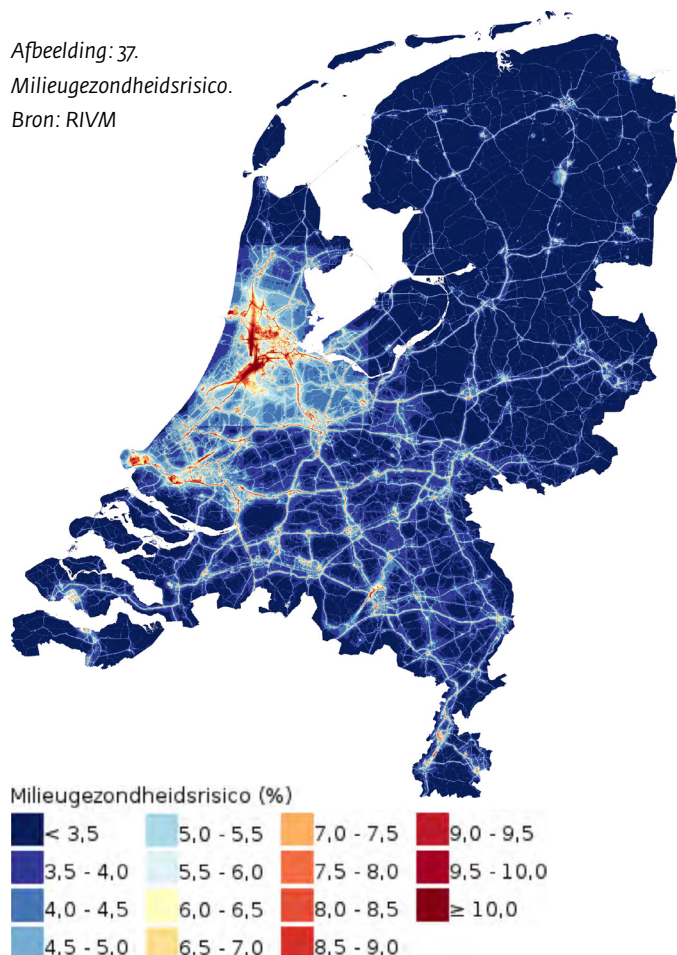 Afbeelding: 37.
Milieugezondheidsrisico.
Bron: RIVM
Milieugezondheidsrisico (%)
< 3,5
3,5 - 4,0
4,0 - 4,5
4,5 - 5,0
5,0 - 5,5
5,5 - 6,0
6,0 - 6,5
6,5 - 7,0
7,0 - 7,5
7,5 - 8,0
8,0 - 8,5
8,5 - 9,0
9,0 - 9,5
9,5 - 10,0
≥ 10,0